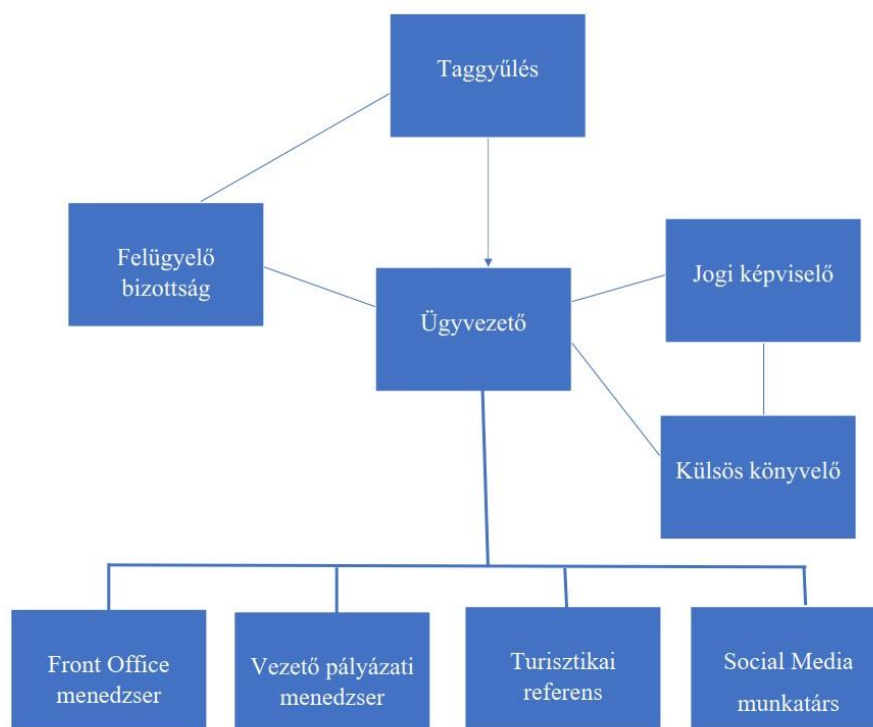 Taggyűlés
Felügyelő
bizottság
Jogi képviselő
Ügyvezető
Külsös könyvelő
Front Office
menedzser
Vezető pályázati
menedzser
Turisztikai
referens
Social Media
munkatárs